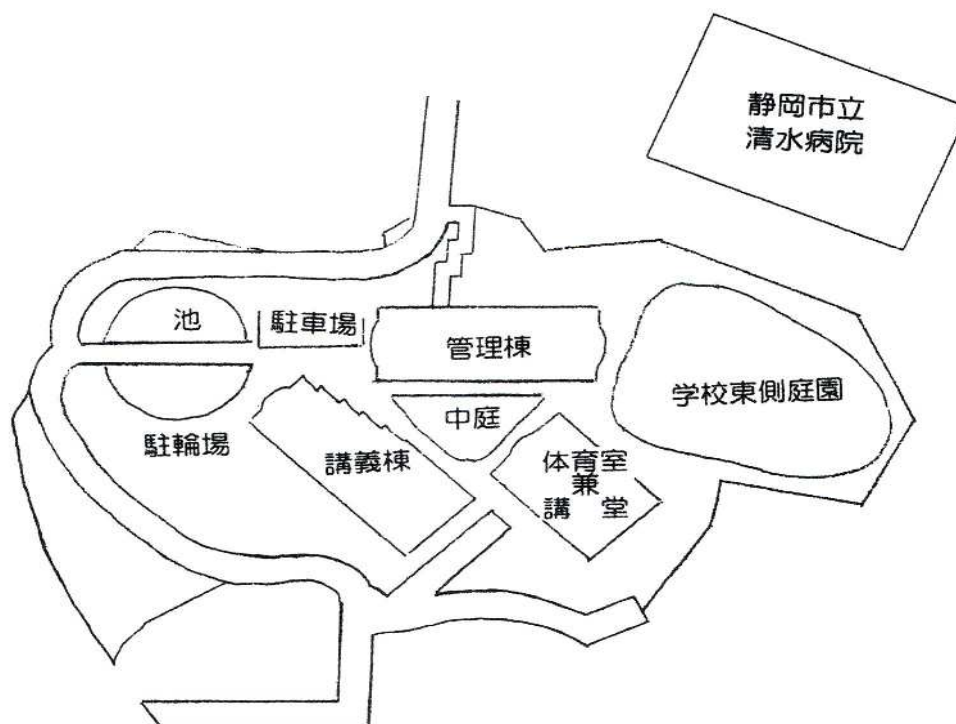 静岡市立
清水病院
池
駐車場
管理棟
学校東側庭園
中庭
駐輪場
講義棟
体育室
兼
講堂